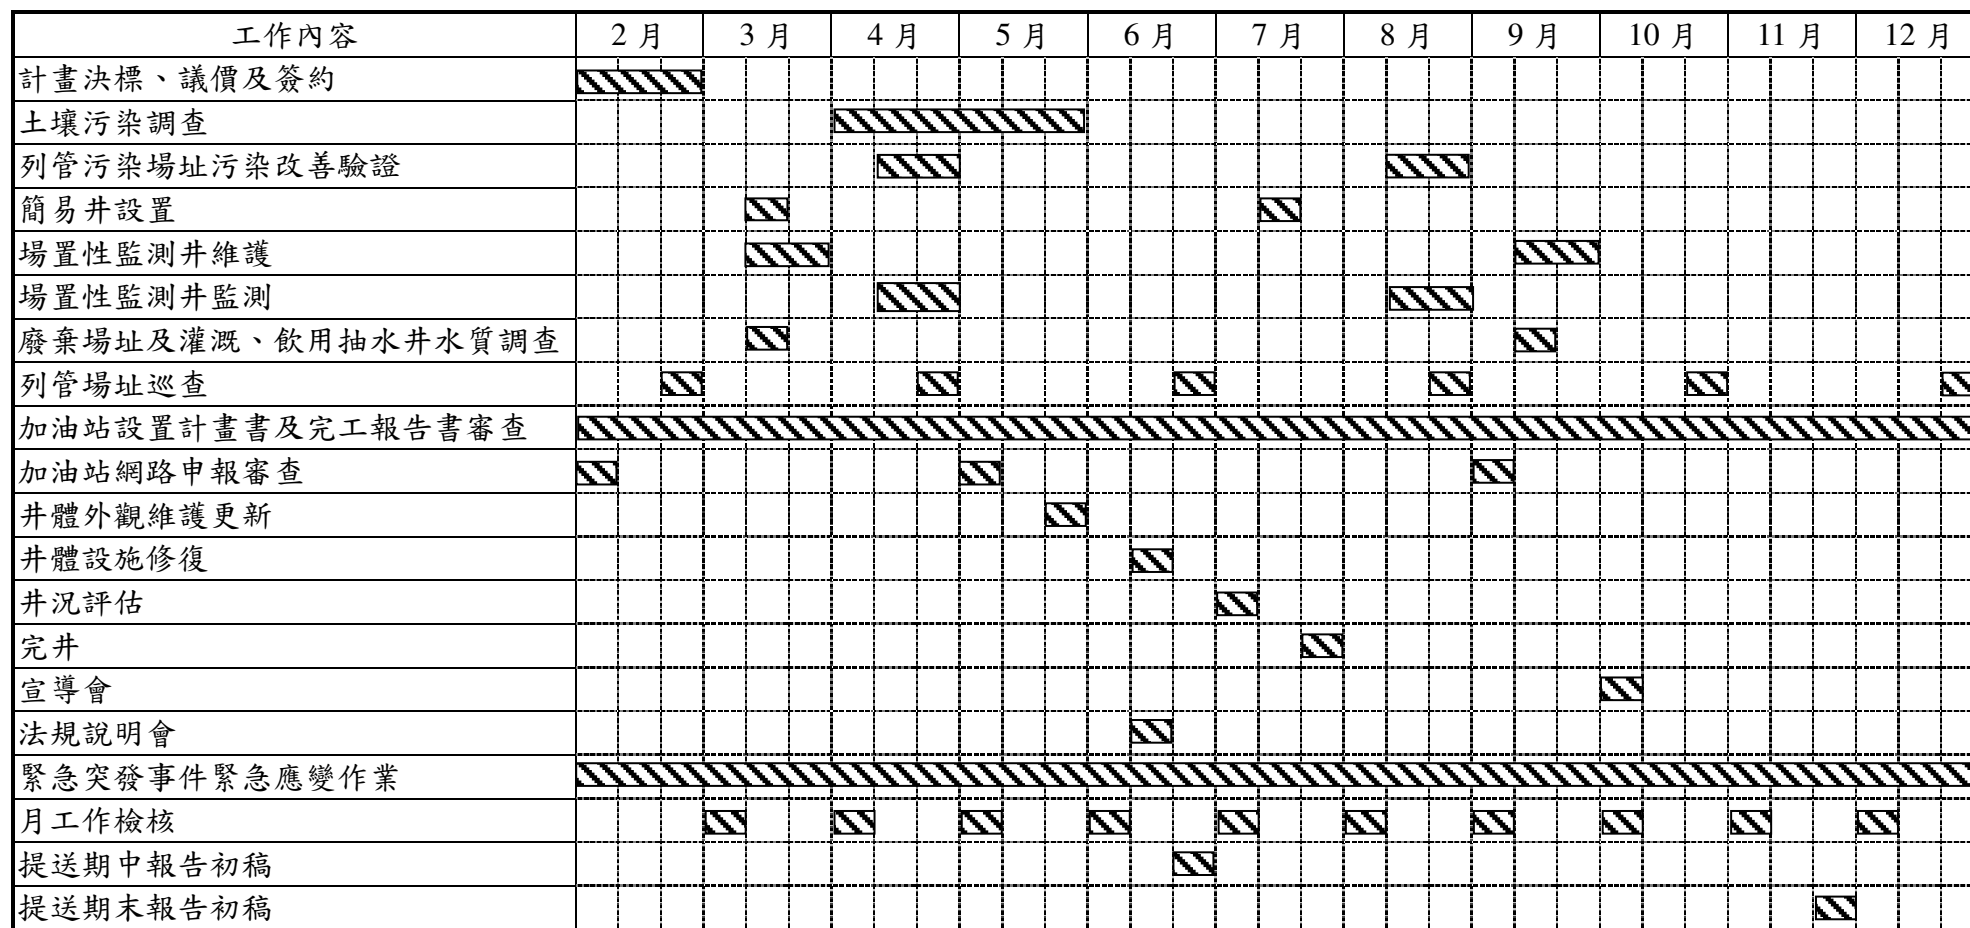 工作內容 2 月 3 月 4 月 5 月 6 月 7 月 8 月 9 月 10 月 11 月 12 月
計畫決標、議價及簽約
土壤污染調查
列管污染場址污染改善驗證
簡易井設置
場置性監測井維護
場置性監測井監測
廢棄場址及灌溉、飲用抽水井水質調查
列管場址巡查
加油站設置計畫書及完工報告書審查
加油站網路申報審查
井體外觀維護更新
井體設施修復
井況評估
完井
宣導會
法規說明會
緊急突發事件緊急應變作業
月工作檢核
提送期中報告初稿
提送期末報告初稿